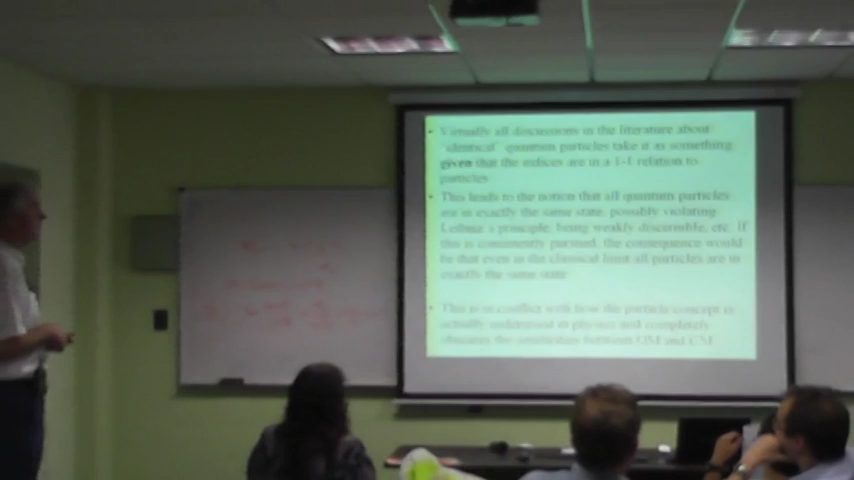 • Virtually all discussions in the literature about
"identical" quantum particles take it as something
given that the indices are in a 1-1 relation to
particles
• This leads to the notion that all quantum particles
are in exactly the same state, possibly violating
Leibniz's principle, being weakly discernible, etc. If
this is consistently pursued, the consequence would
be that even in the classical limit all particles are in
exactly the same state
• This is in conflict with how the particle concept is
actually understood in physics and completely
obscures the connection between QM and CM